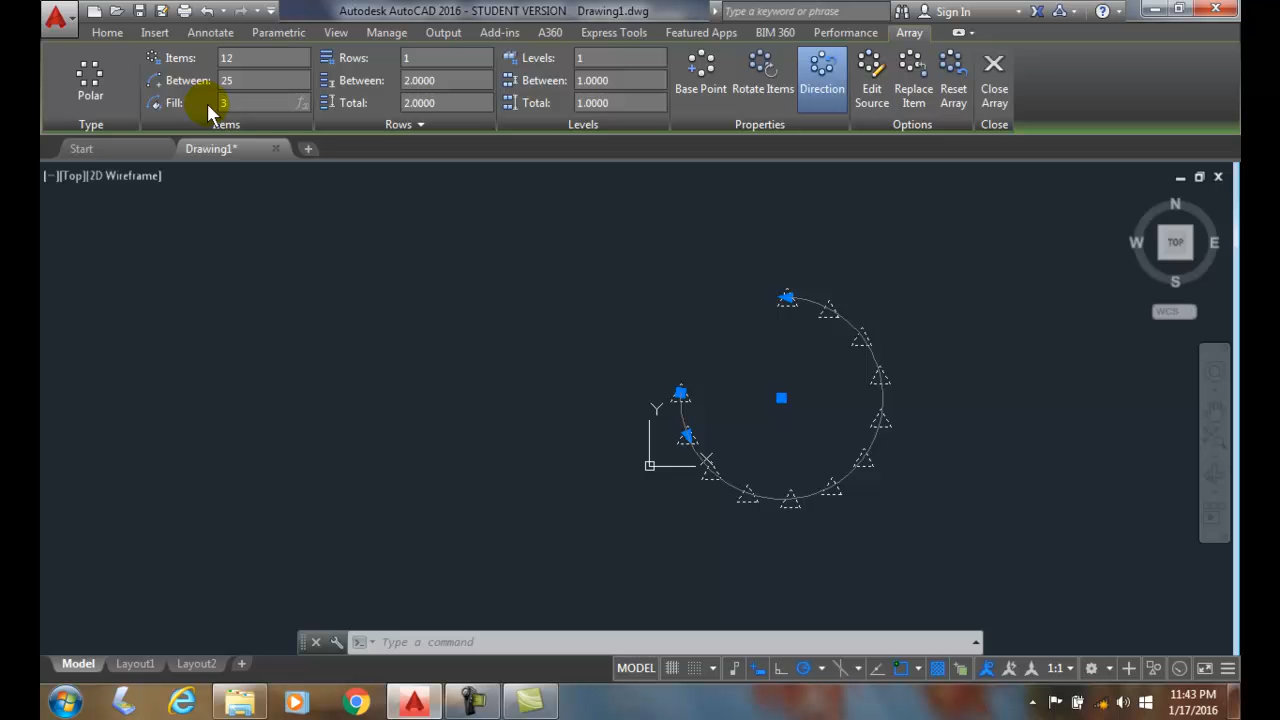 Autodesk AutoCAD 2016 - STUDENT VERSION Drawing1.dwg
Type a keyword or phrase
Sign In
Home Insert Annotate Parametric View Manage Output Add-ins A360 Express Tools Featured Apps BIM 360 Performance Array
Items: 12 Rows: 1 Levels: 1
Between: 25 Between: 2.0000 Between: 1.0000
Fill: 3 Total: 2.0000 Total: 1.0000
Polar
Base Point Rotate Items Direction Edit Source Replace Item Reset Array Close Array
Type Items Rows Levels Properties Options Close
Start Drawing1*
[−][Top][2D Wireframe]
N
W TOP E
S
WCS
Y
Type a command
Model Layout1 Layout2
MODEL 1:1
11:43 PM
1/17/2016